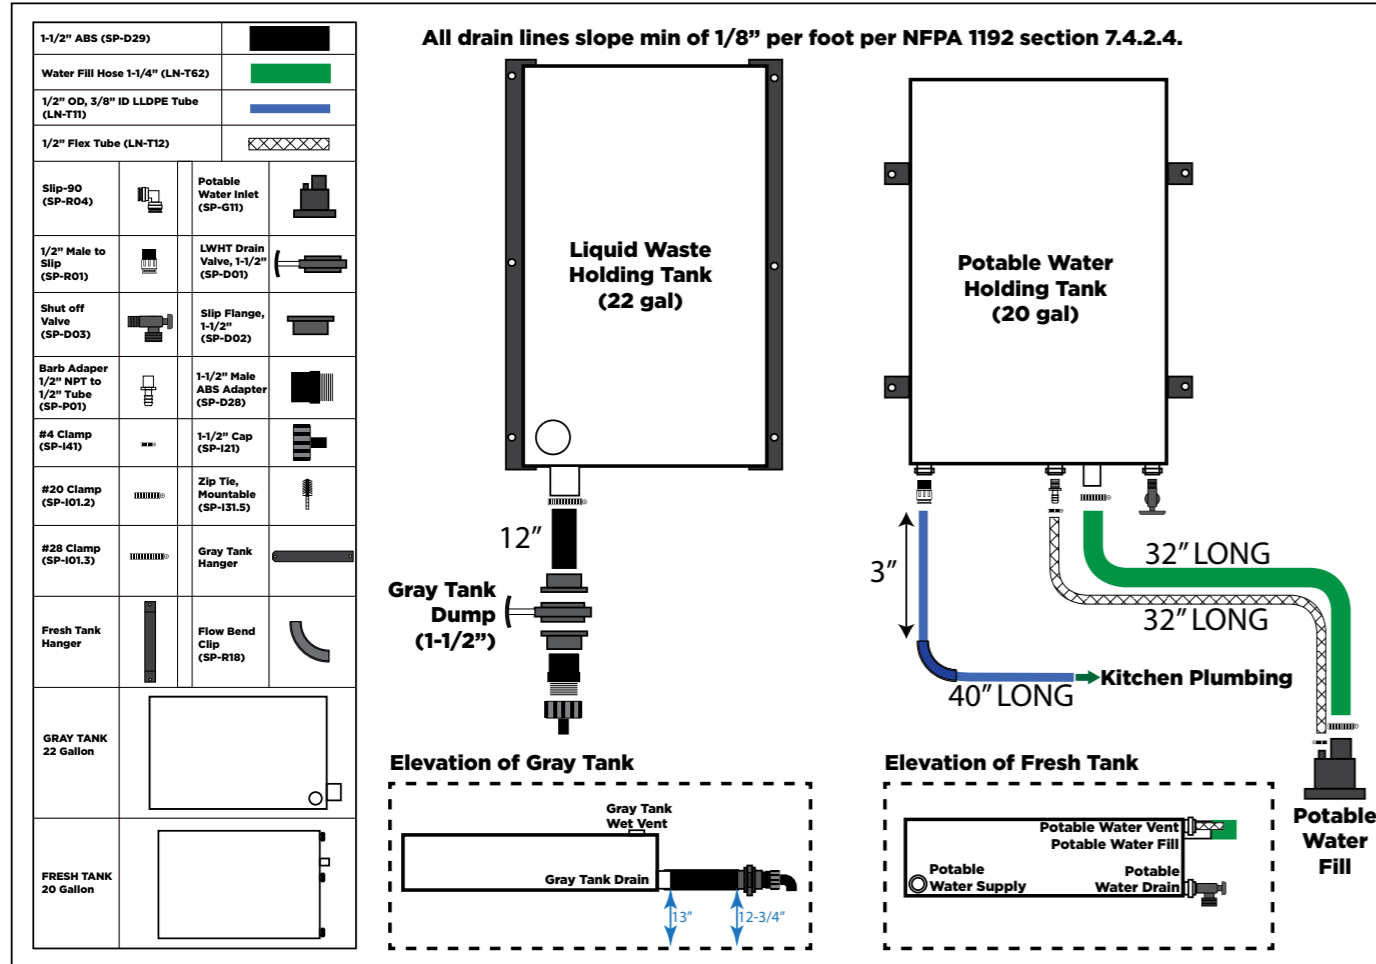 All drain lines slope min of 1/8” per foot per NFPA 1192 section 7.4.2.4.
1-1/2” ABS (SP-D29)
Water Fill Hose 1-1/4” (LN-T62)
1/2” OD, 3/8” ID LLDPE Tube
(LN-T11)
1/2” Flex Tube (LN-T12)
Slip-90
(SP-R04)
Potable
Water Inlet
(SP-G11)
1/2” Male to
Slip
(SP-R01)
LWHT Drain
Valve, 1-1/2”
(SP-D01)
Shut off
Valve
(SP-D03)
Slip Flange,
1-1/2”
(SP-D02)
Barb Adaper
1/2” NPT to
1/2” Tube
(SP-P01)
1-1/2” Male
ABS Adapter
(SP-D28)
#4 Clamp
(SP-I41)
1-1/2” Cap
(SP-I21)
#20 Clamp
(SP-I01.2)
Zip Tie,
Mountable
(SP-I31.5)
#28 Clamp
(SP-I01.3)
Gray Tank
Hanger
Fresh Tank
Hanger
Flow Bend
Clip
(SP-R18)
GRAY TANK
22 Gallon
FRESH TANK
20 Gallon
Liquid Waste
Holding Tank
(22 gal)
12”
Gray Tank
Dump
(1-1/2”)
Potable Water
Holding Tank
(20 gal)
3”
32” LONG
32” LONG
40” LONG
Kitchen Plumbing
Potable
Water
Fill
Elevation of Gray Tank
Gray Tank
Wet Vent
Gray Tank Drain
13”
12-3/4”
Elevation of Fresh Tank
Potable Water Vent
Potable Water Fill
Potable
Water Supply
Potable
Water Drain